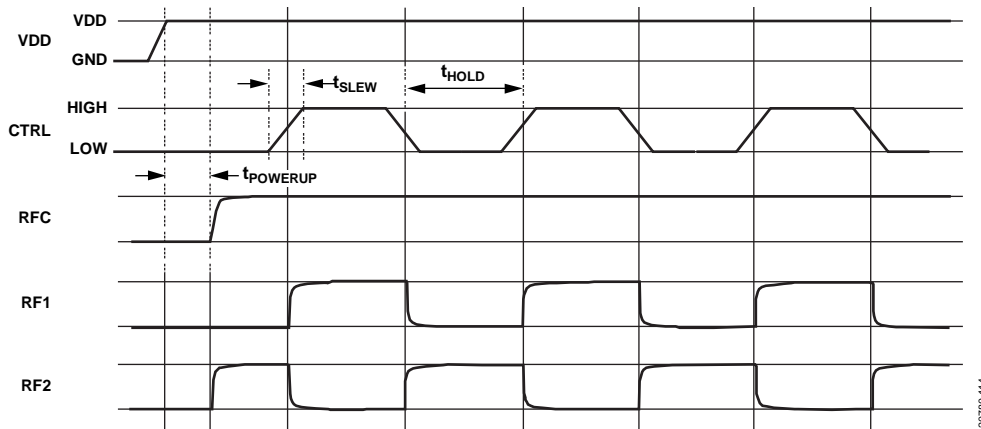 VDD
VDD
GND
tSLEW
tHOLD
HIGH
CTRL
LOW
tPOWERUP
RFC
RF1
RF2